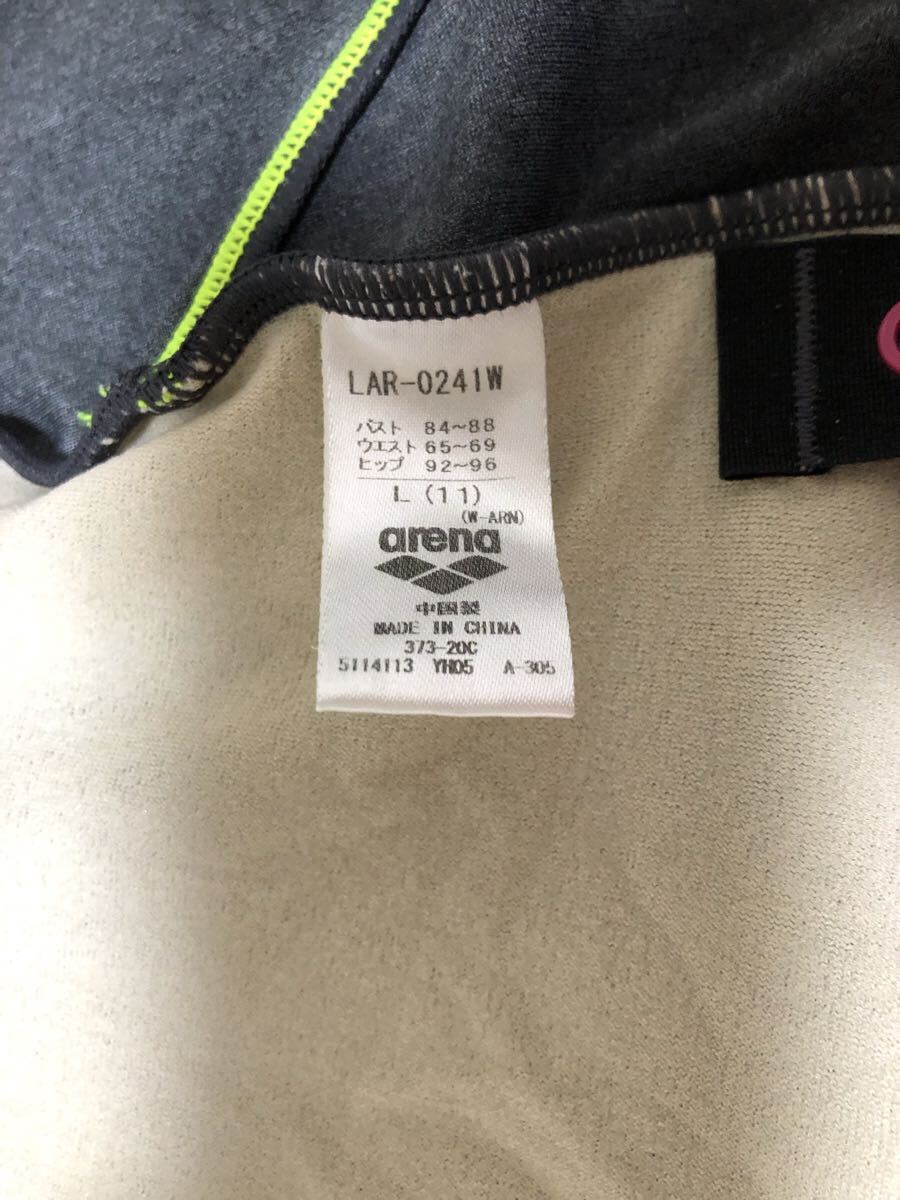 LAR-0241W
バスト 84~88
ウエスト 65~69
ヒップ 92~96
L (11)
(W-ARN)
arena
中国製
MADE IN CHINA
373-20C
5114113 YH05 A-305